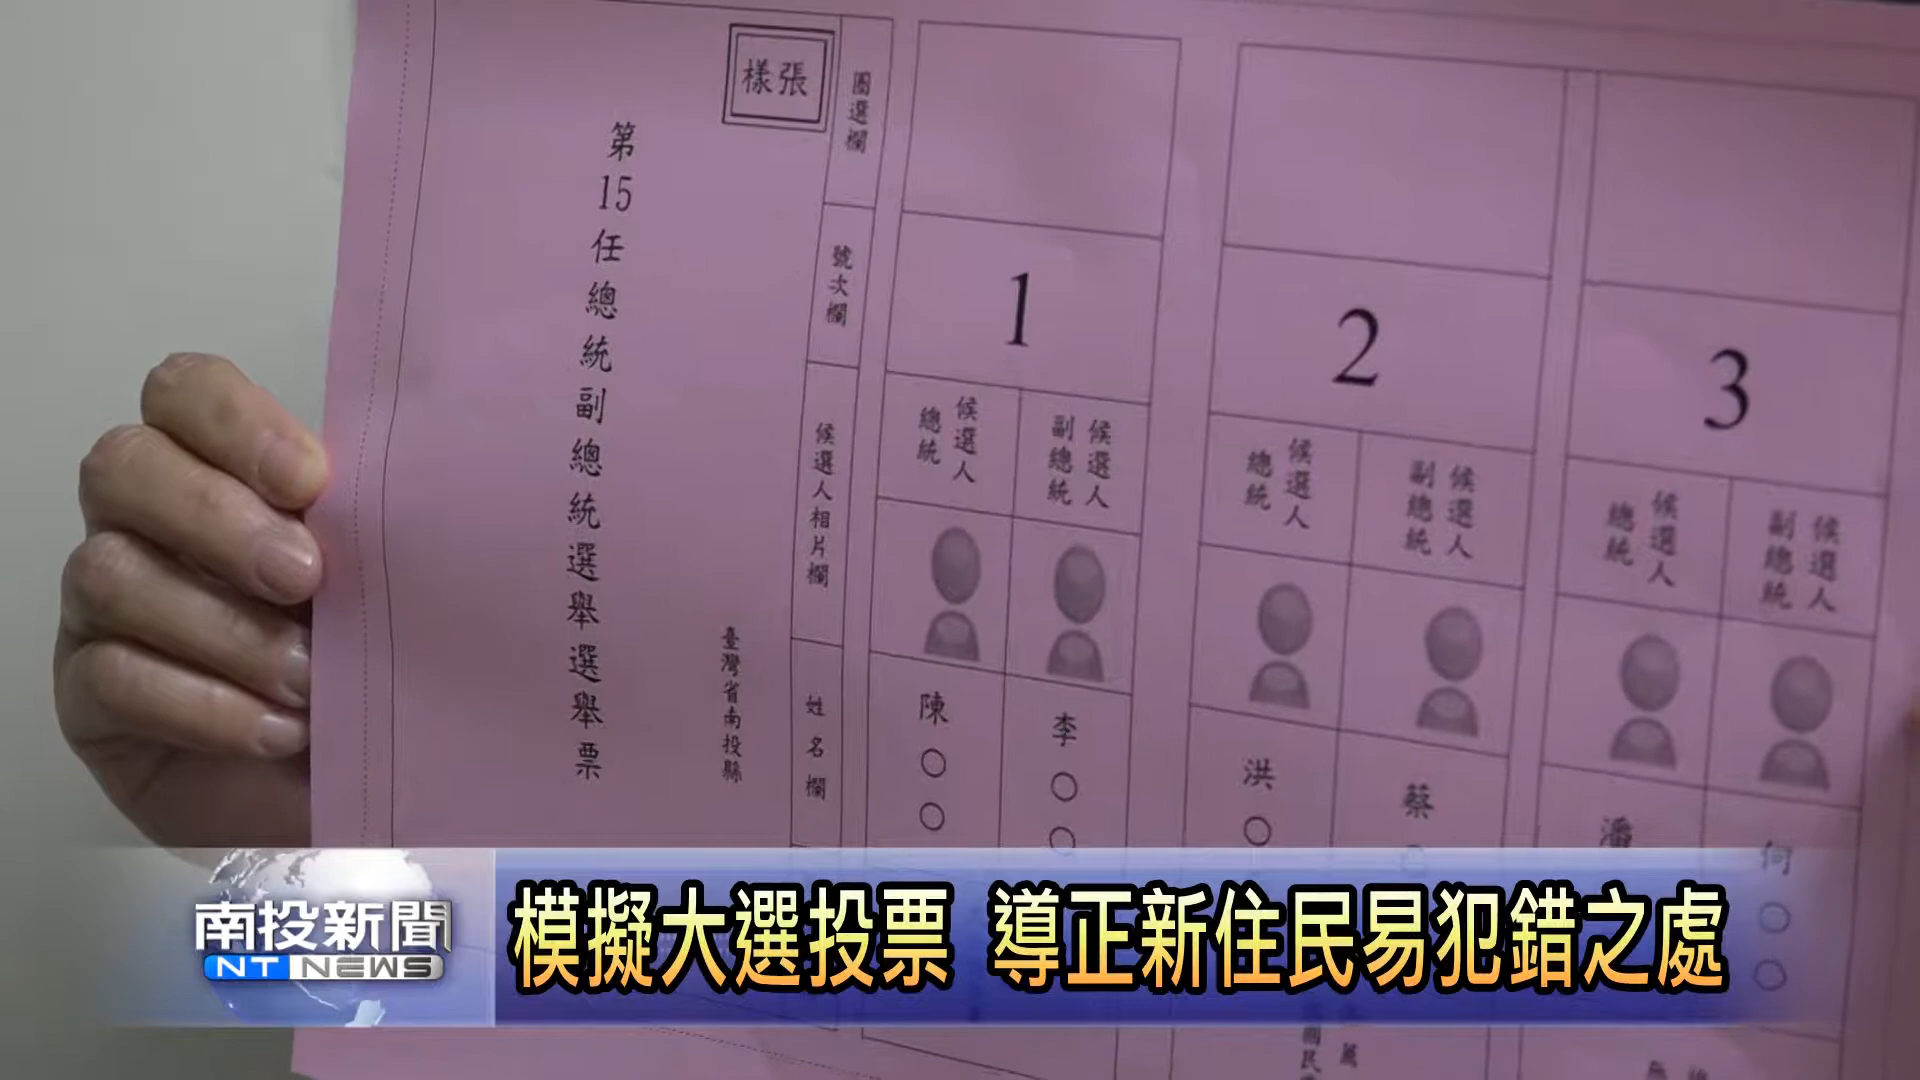 樣張
第15任總統副總統選舉選舉票
臺灣省南投縣
圈選欄
號次欄
候選人相片欄
姓名欄
1
總統
候選人
副總統
候選人
陳○○
李○○
2
總統
候選人
副總統
候選人
洪○
蔡
3
總統
候選人
副總統
候選人
潘
何○○
國民
南投新聞
NT NEWS
模擬大選投票 導正新住民易犯錯之處